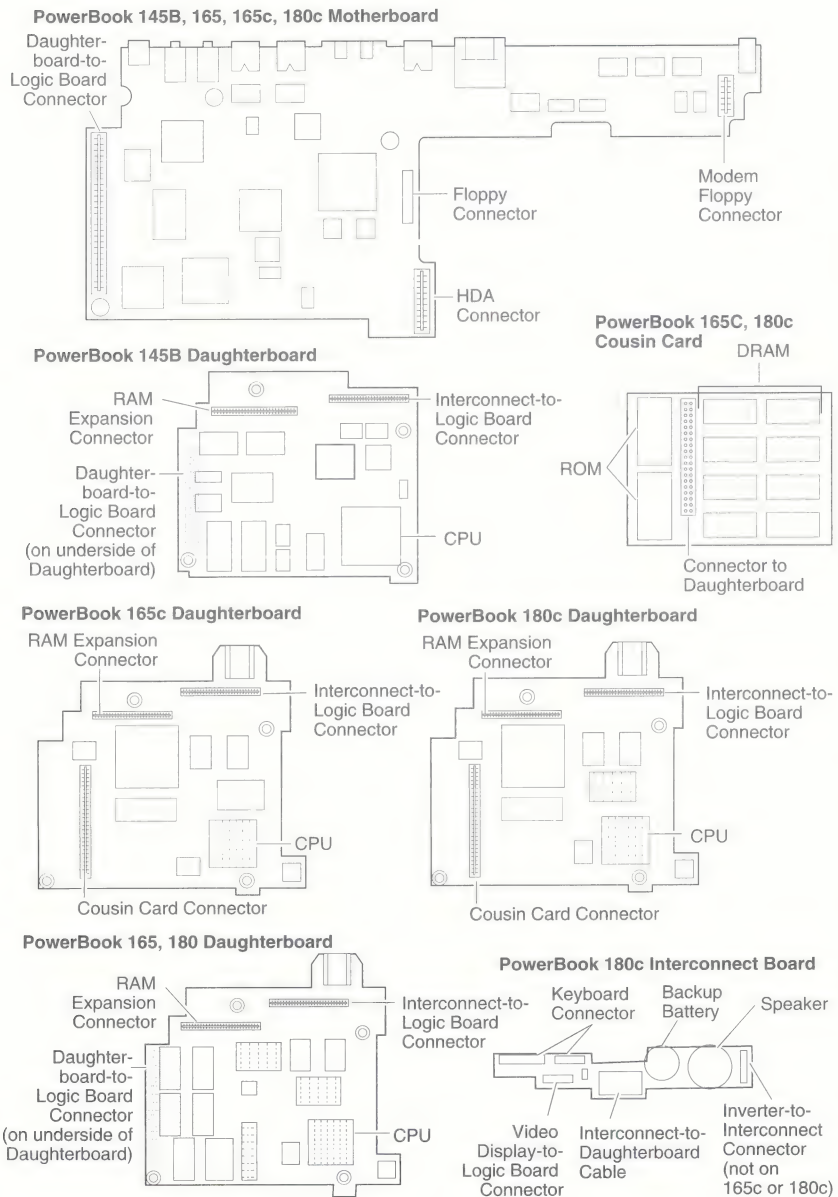 PowerBook 145B, 165, 165c, 180c Motherboard
Daughter-
board-to-
Logic Board
Connector
Floppy
Connector
Modem
Floppy
Connector
HDA
Connector
PowerBook 165C, 180c
Cousin Card
DRAM
ROM
Connector to
Daughterboard
PowerBook 145B Daughterboard
RAM
Expansion
Connector
Interconnect-to-
Logic Board
Connector
Daughter-
board-to-
Logic Board
Connector
(on underside of
Daughterboard)
CPU
PowerBook 165c Daughterboard
RAM Expansion
Connector
Interconnect-to-
Logic Board
Connector
CPU
Cousin Card Connector
PowerBook 180c Daughterboard
RAM Expansion
Connector
Interconnect-to-
Logic Board
Connector
CPU
Cousin Card Connector
PowerBook 165, 180 Daughterboard
RAM
Expansion
Connector
Interconnect-to-
Logic Board
Connector
Daughter-
board-to-
Logic Board
Connector
(on underside of
Daughterboard)
CPU
PowerBook 180c Interconnect Board
Keyboard
Connector
Backup
Battery
Speaker
Video
Display-to-
Logic Board
Connector
Interconnect-to-
Daughterboard
Cable
Inverter-to-
Interconnect
Connector
(not on
165c or 180c)